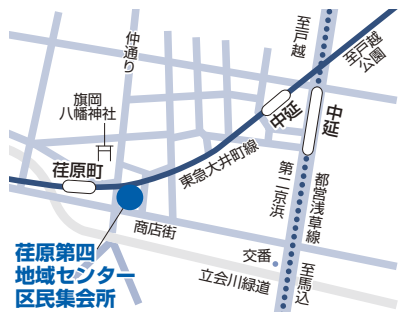 至戸越
仲通り
至戸越
公園
旗岡
八幡神社
中延
中延
荏原町
東急大井町線
第二京浜
都営浅草線
商店街
荏原第四
地域センター
区民集会所
交番
立会川緑道
至馬込